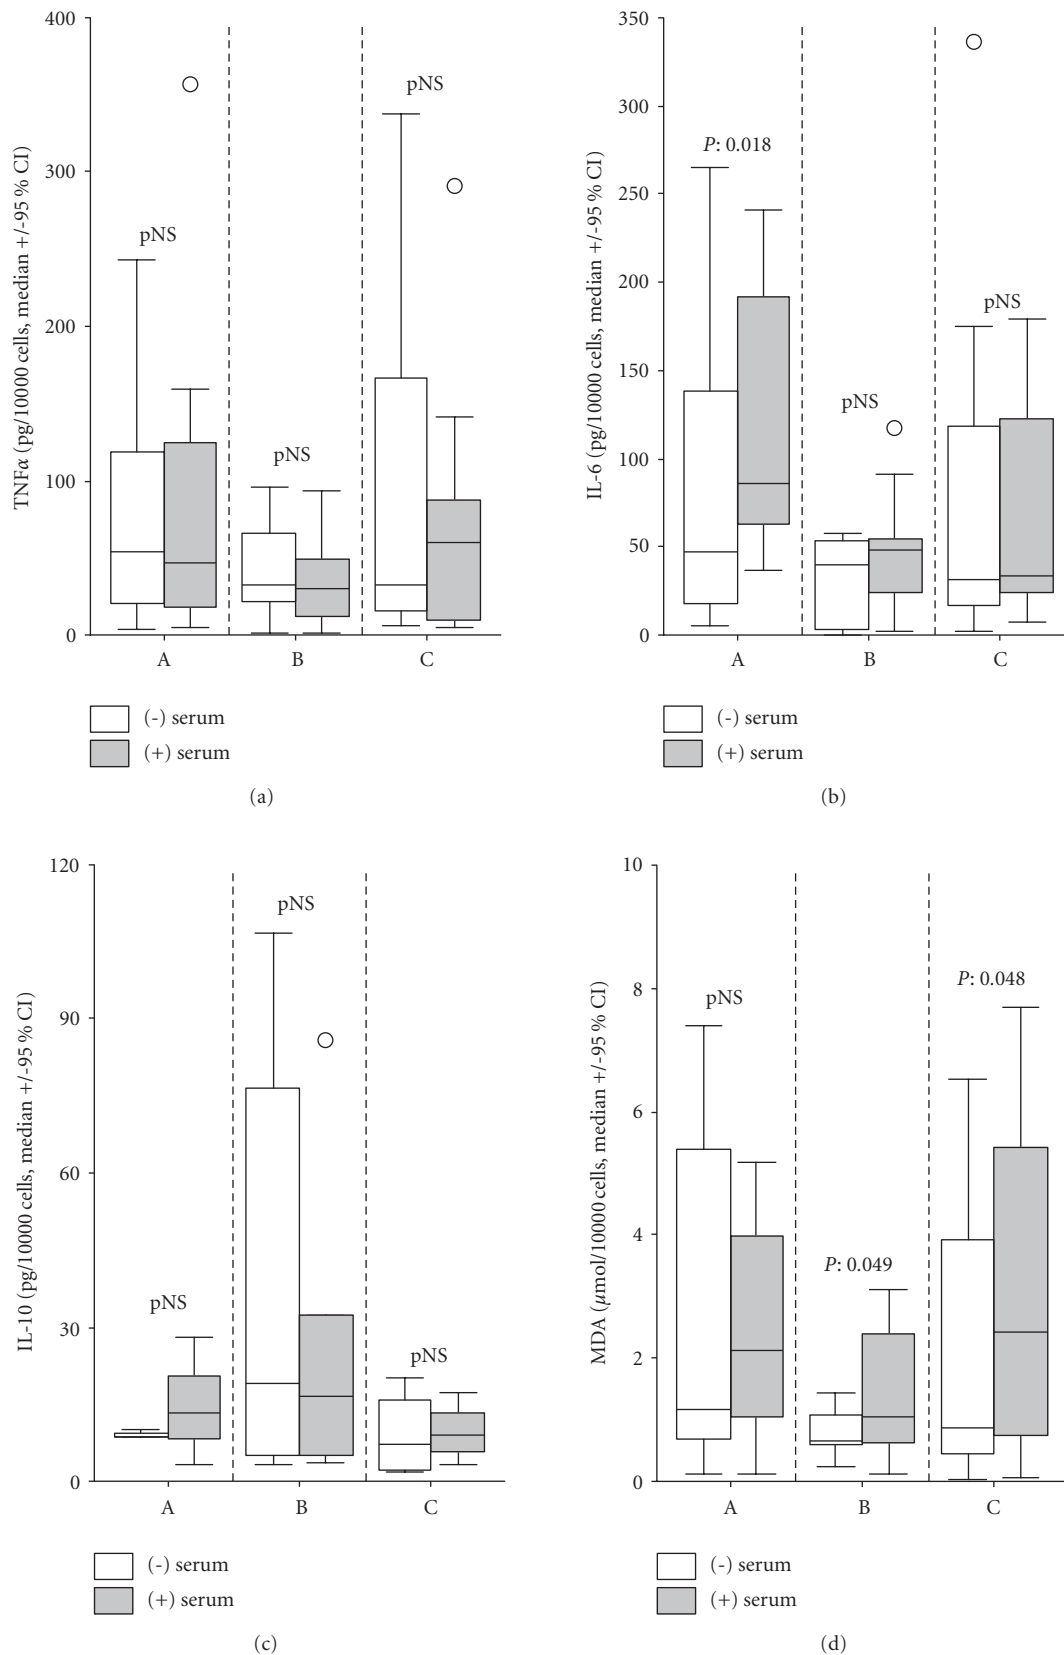 400
300
200
100
0
TNFα (pg/10000 cells, median +/-95 % CI)
pNS
pNS
pNS
A
B
C
(-) serum
(+) serum
(a)
350
300
250
200
150
100
50
0
IL-6 (pg/10000 cells, median +/-95 % CI)
P: 0.018
pNS
pNS
A
B
C
(-) serum
(+) serum
(b)
120
90
60
30
0
IL-10 (pg/10000 cells, median +/-95 % CI)
pNS
pNS
pNS
A
B
C
(-) serum
(+) serum
(c)
10
8
6
4
2
0
MDA (μmol/10000 cells, median +/-95 % CI)
pNS
P: 0.049
P: 0.048
A
B
C
(-) serum
(+) serum
(d)